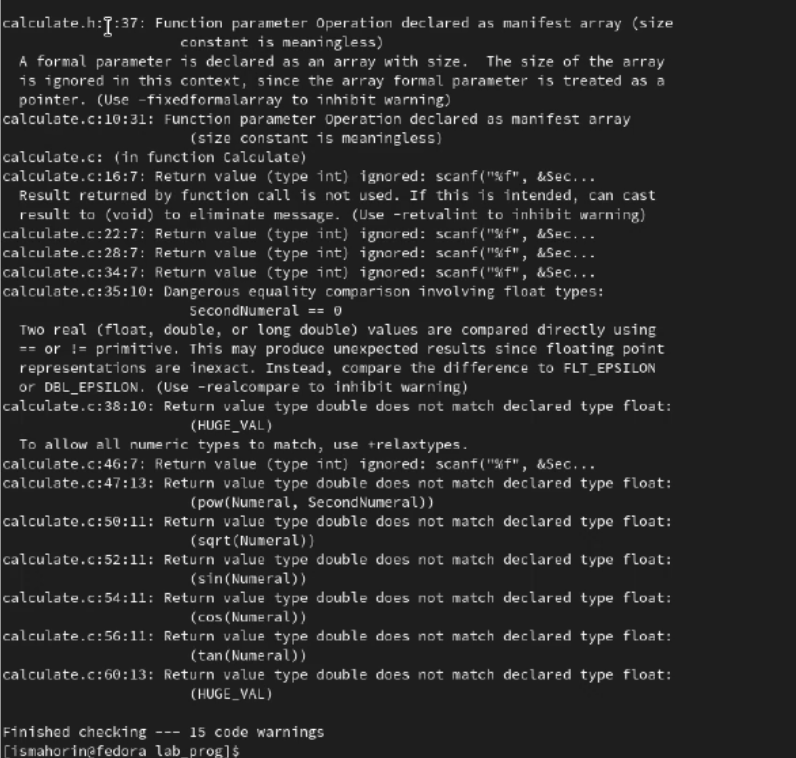 calculate.h: :37: Function parameter Operation declared as manifest array (size
constant is meaningless)
A formal parameter is declared as an array with size. The size of the array
is ignored in this context, since the array formal parameter is treated as a
pointer. (Use -fixedformalarray to inhibit warning)
calculate.c:10:31: Function parameter Operation declared as manifest array
(size constant is meaningless)
calculate.c: (in function Calculate)
calculate.c:16:7: Return value (type int) ignored: scanf("%f", &Sec...
Result returned by function call is not used. If this is intended, can cast
result to (void) to eliminate message. (Use -retvalint to inhibit warning)
calculate.c:22:7: Return value (type int) ignored: scanf("%f", &Sec...
calculate.c:28:7: Return value (type int) ignored: scanf("%f", &Sec...
calculate.c:34:7: Return value (type int) ignored: scanf("%f", &Sec...
calculate.c:35:10: Dangerous equality comparison involving float types:
SecondNumeral == 0
Two real (float, double, or long double) values are compared directly using
== or != primitive. This may produce unexpected results since floating point
representations are inexact. Instead, compare the difference to FLT_EPSILON
or DBL_EPSILON. (Use -realcompare to inhibit warning)
calculate.c:38:10: Return value type double does not match declared type float:
(HUGE_VAL)
To allow all numeric types to match, use +relaxtypes.
calculate.c:46:7: Return value (type int) ignored: scanf("%f", &Sec...
calculate.c:47:13: Return value type double does not match declared type float:
(pow(Numeral, SecondNumeral))
calculate.c:50:11: Return value type double does not match declared type float:
(sqrt(Numeral))
calculate.c:52:11: Return value type double does not match declared type float:
(sin(Numeral))
calculate.c:54:11: Return value type double does not match declared type float:
(cos(Numeral))
calculate.c:56:11: Return value type double does not match declared type float:
(tan(Numeral))
calculate.c:60:13: Return value type double does not match declared type float:
(HUGE_VAL)
Finished checking --- 15 code warnings
[ismahorin@fedora lab_prog]$